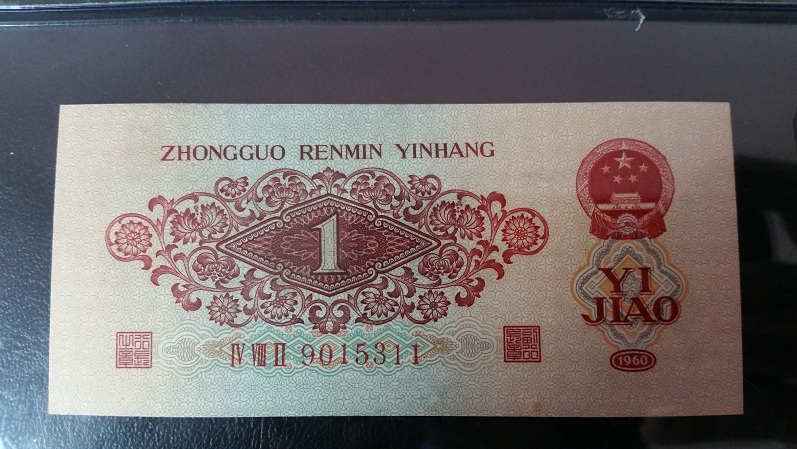 ZHONGGUO RENMIN YINHANG
1
YI
JIAO
IV VIII II 9015311
1960